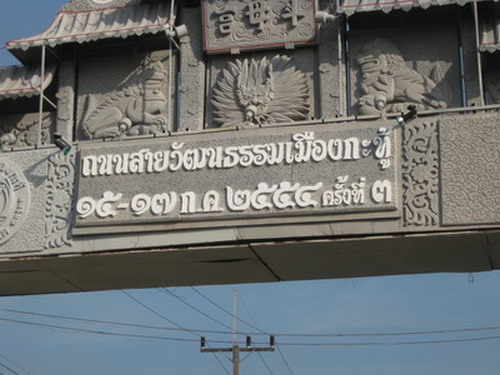 ถนนสายวัฒนธรรมเมืองกะทู้
๑๕-๑๗ ก.ค ๒๕๕๔ ครั้งที่ ๓